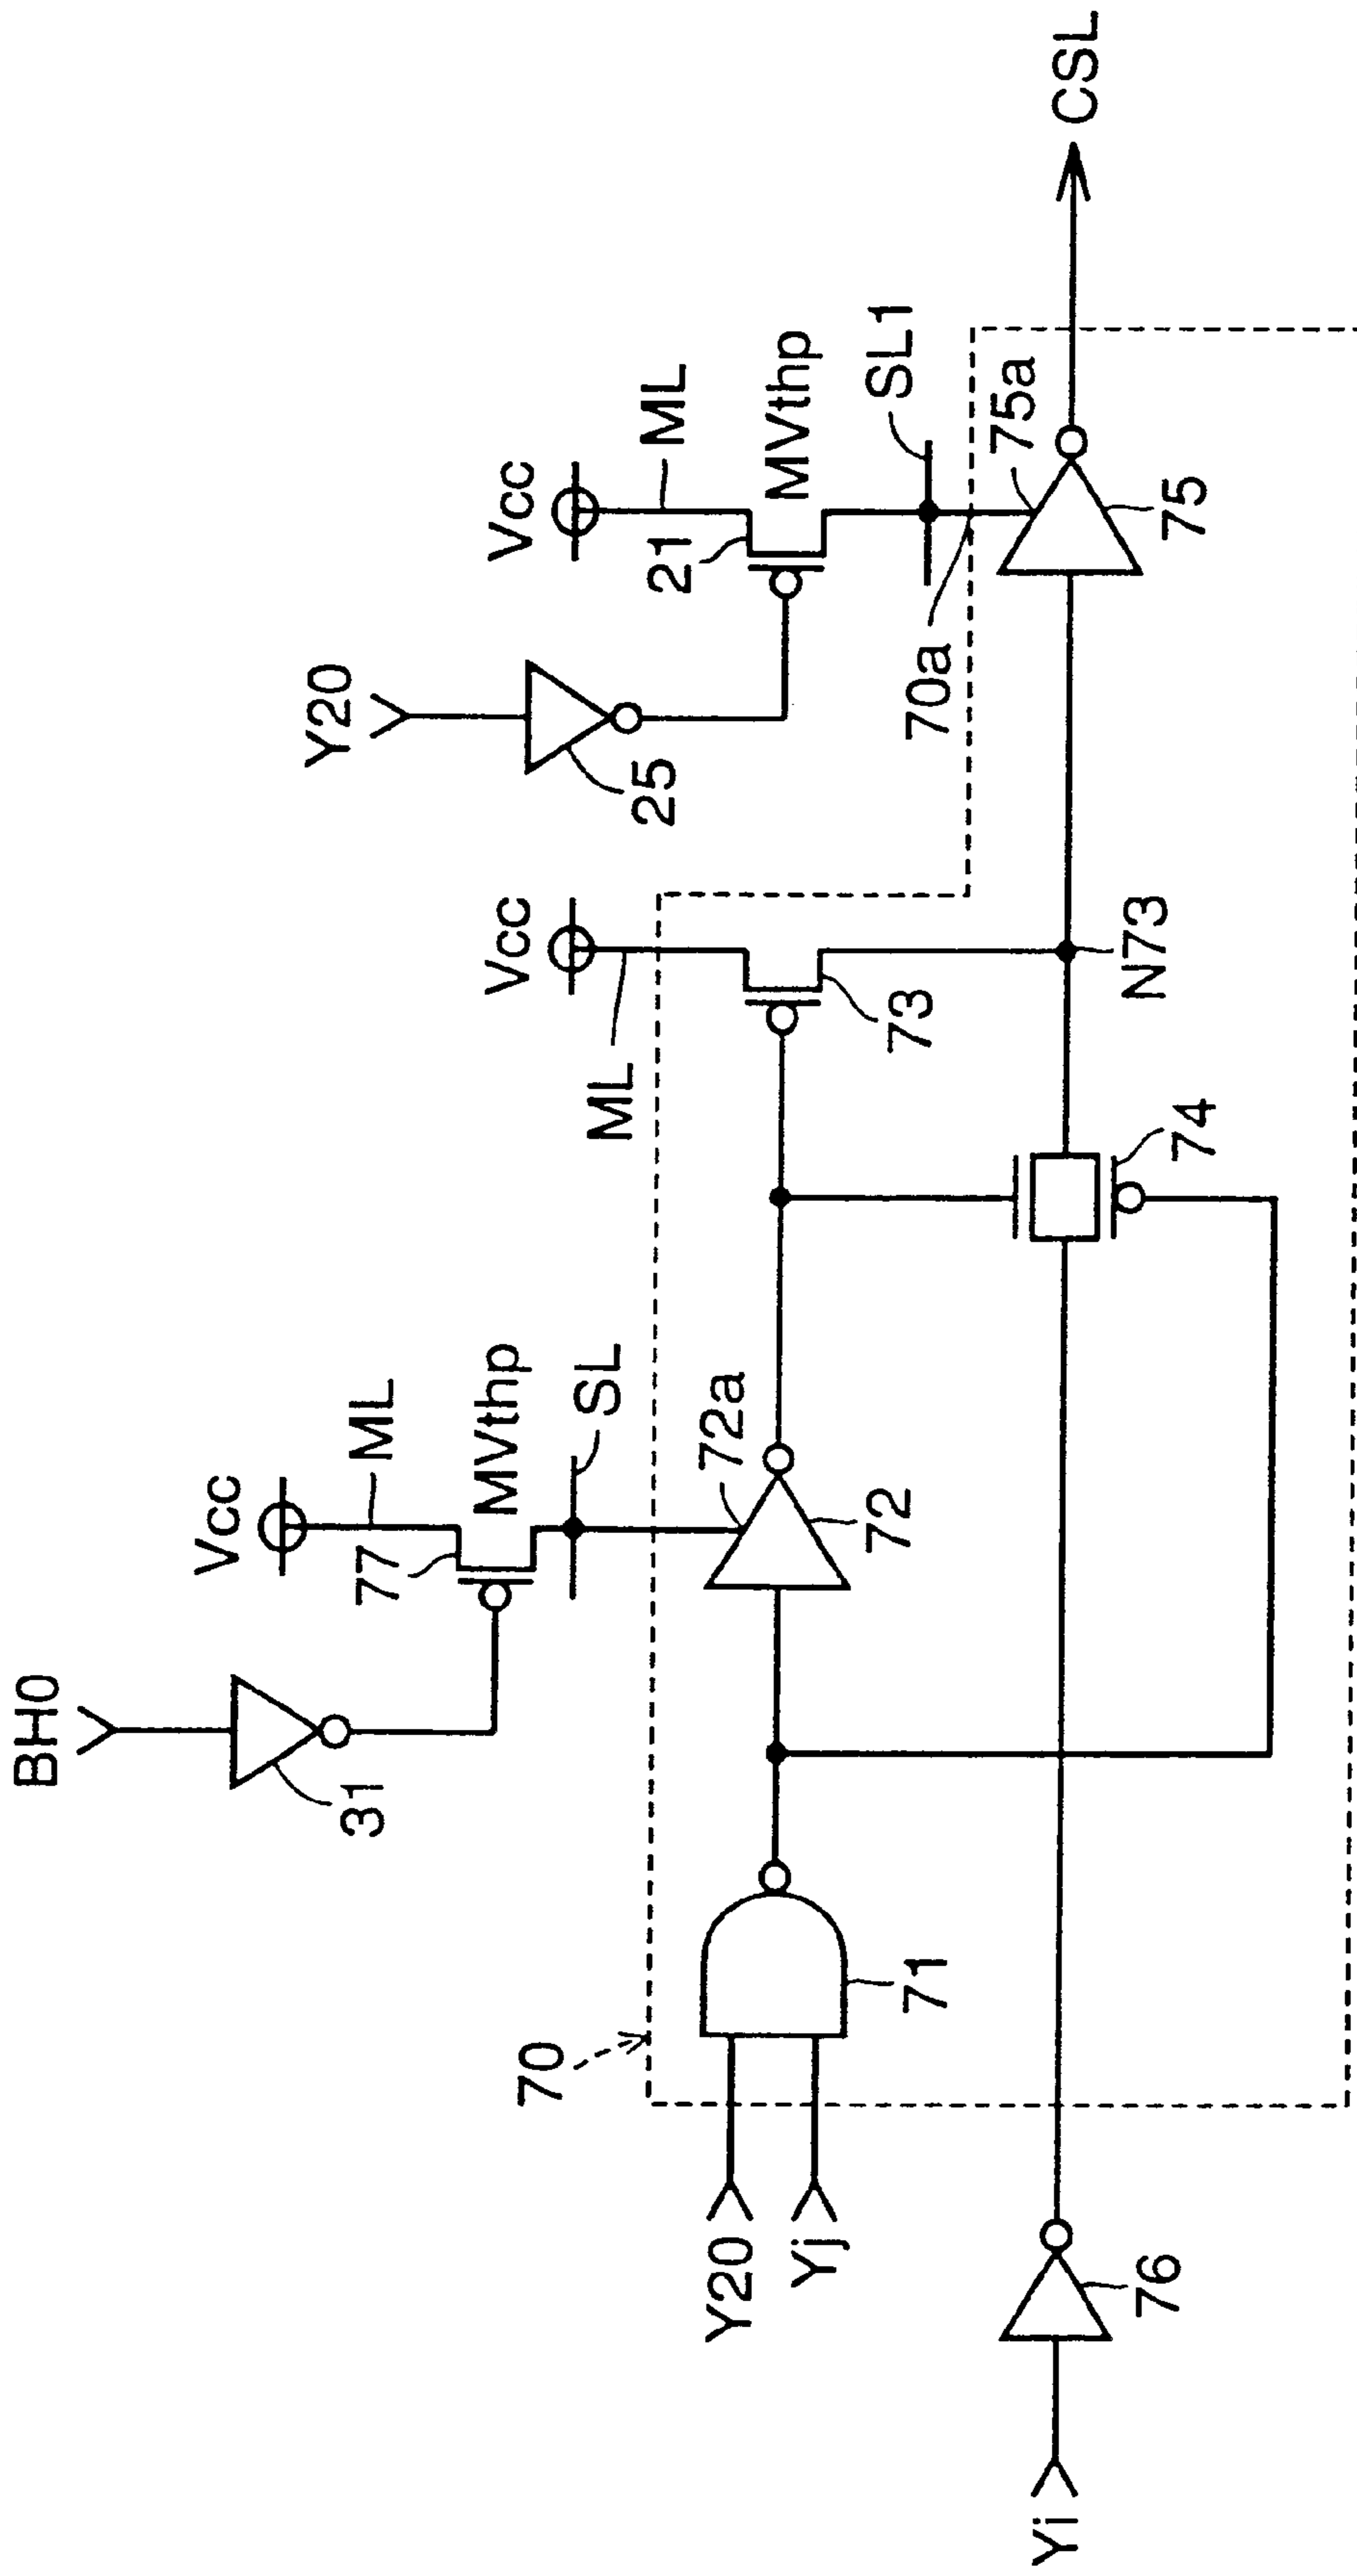 BH0
31
Vcc
ML
77
MVthp
SL
72a
72
70
Y20
Yj
71
Yi
76
74
Vcc
ML
73
N73
Y20
25
Vcc
ML
21
MVthp
SL1
70a
75a
75
CSL